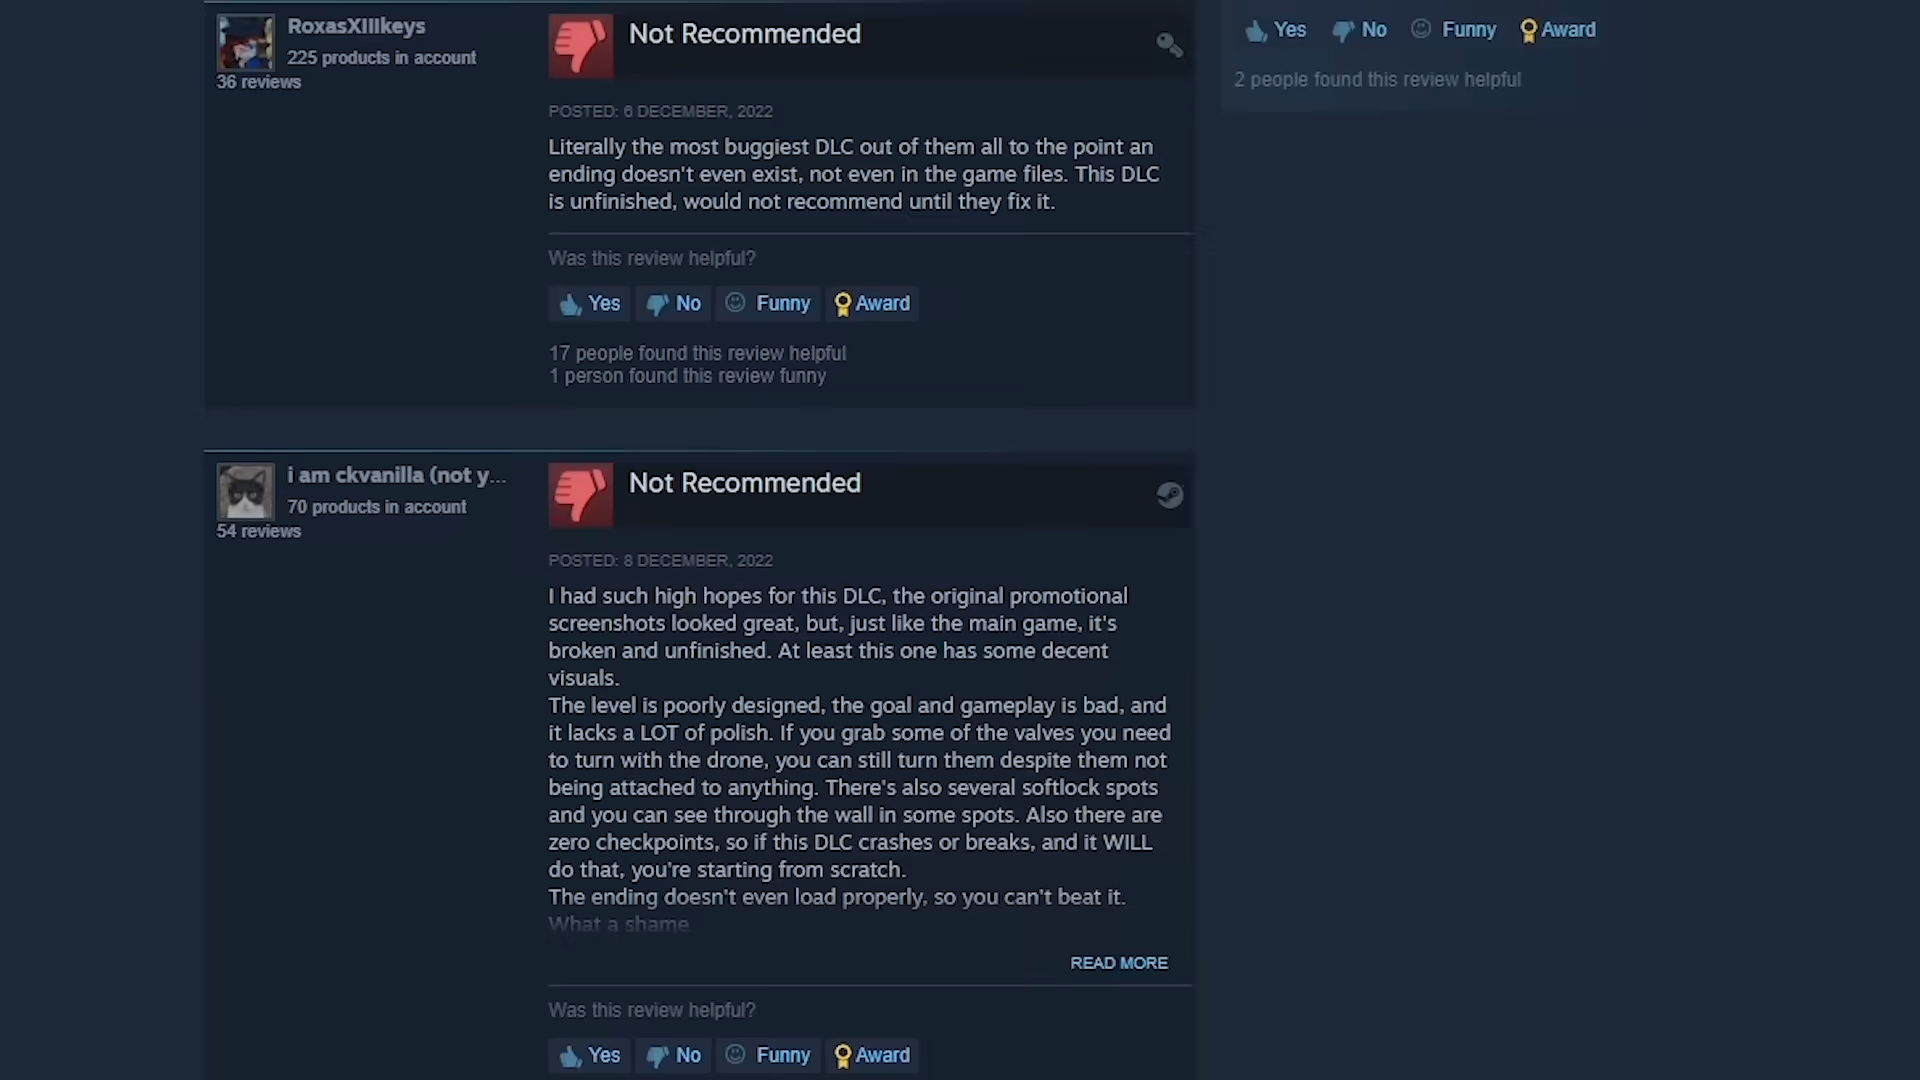 RoxasXIIIkeys
225 products in account
36 reviews
Not Recommended
POSTED: 6 DECEMBER, 2022
Literally the most buggiest DLC out of them all to the point an
ending doesn't even exist, not even in the game files. This DLC
is unfinished, would not recommend until they fix it.
Was this review helpful?
Yes No Funny Award
17 people found this review helpful
1 person found this review funny
Yes No Funny Award
2 people found this review helpful
i am ckvanilla (not y...
70 products in account
54 reviews
Not Recommended
POSTED: 8 DECEMBER, 2022
I had such high hopes for this DLC, the original promotional
screenshots looked great, but, just like the main game, it's
broken and unfinished. At least this one has some decent
visuals.
The level is poorly designed, the goal and gameplay is bad, and
it lacks a LOT of polish. If you grab some of the valves you need
to turn with the drone, you can still turn them despite them not
being attached to anything. There's also several softlock spots
and you can see through the wall in some spots. Also there are
zero checkpoints, so if this DLC crashes or breaks, and it WILL
do that, you're starting from scratch.
The ending doesn't even load properly, so you can't beat it.
What a shame
READ MORE
Was this review helpful?
Yes No Funny Award